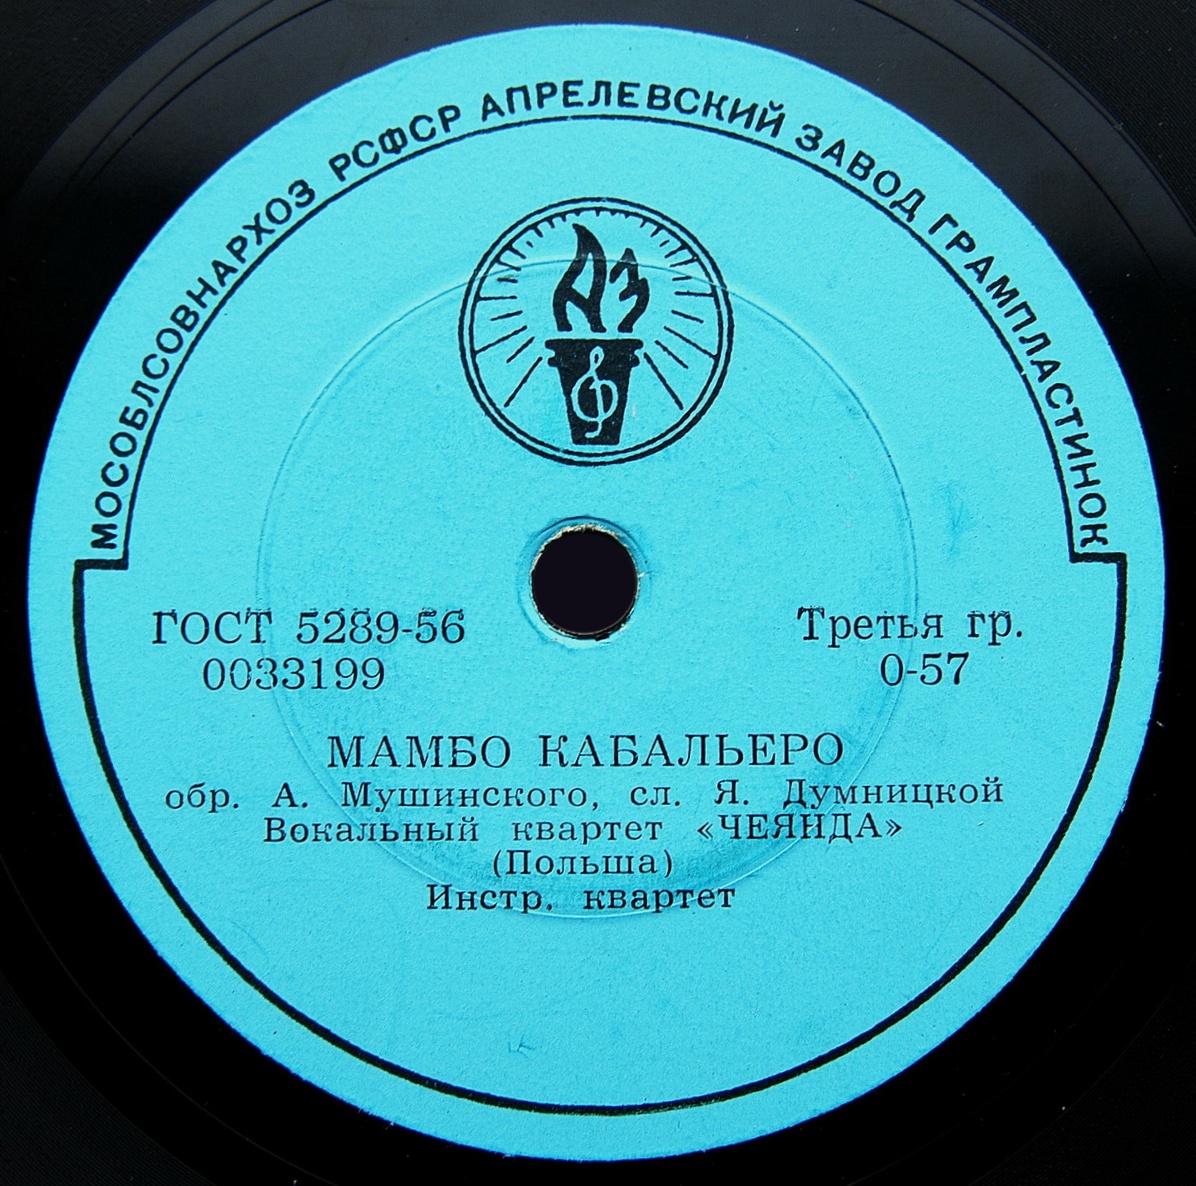 МОСОБЛСОВНАРХОЗ РСФСР АПРЕЛЕВСКИЙ ЗАВОД ГРАМПЛАСТИНОК
АЗ
ГОСТ 5289-56
0033199
Третья гр.
0-57
МАМБО КАБАЛЬЕРО
обр. А. Мушинского, сл. Я. Думницкой
Вокальный квартет «ЧЕЯНДА»
(Польша)
Инстр. квартет